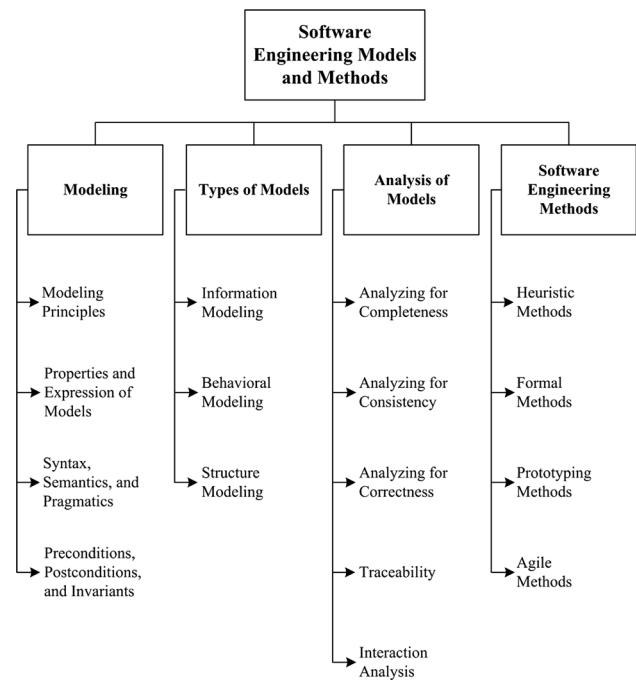 Software
Engineering Models
and Methods
Modeling
Types of Models
Analysis of
Models
Software
Engineering
Methods
Modeling
Principles
Properties and
Expression of
Models
Syntax,
Semantics, and
Pragmatics
Preconditions,
Postconditions,
and Invariants
Information
Modeling
Behavioral
Modeling
Structure
Modeling
Analyzing for
Completeness
Analyzing for
Consistency
Analyzing for
Correctness
Traceability
Interaction
Analysis
Heuristic
Methods
Formal
Methods
Prototyping
Methods
Agile
Methods